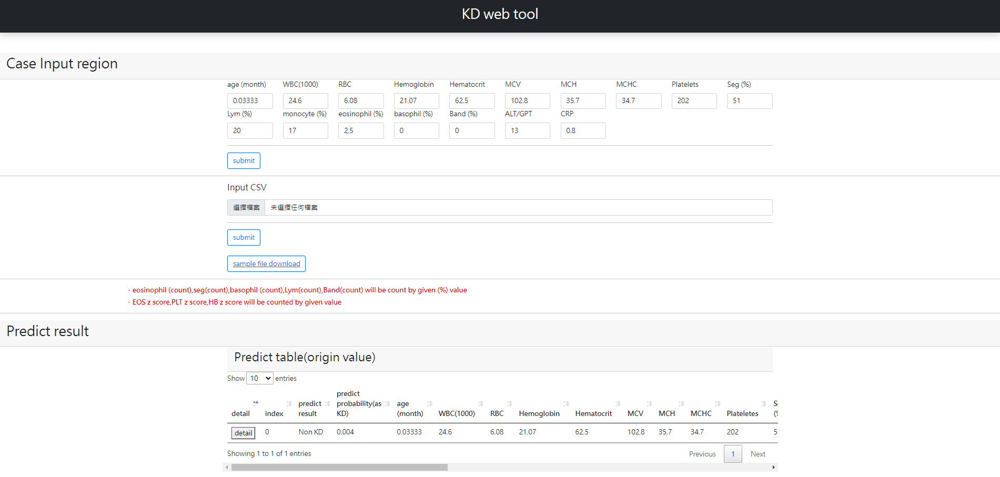 KD web tool
Case Input region
age (month) WBC(1000) RBC Hemoglobin Hematocrit MCV MCH MCHC Platelets Seg (%)
0.03333 24.6 6.08 21.07 62.5 102.8 35.7 34.7 202 51
Lym (%) monocyte (%) eosinophil (%) basophil (%) Band (%) ALT/GPT CRP
20 17 2.5 0 0 13 0.8
submit
Input CSV
選擇檔案 未選擇任何檔案
submit
sample file download
· eosinophil (count),seg(count),basophil (count),Lym(count),Band(count) will be count by given (%) value
· EOS z score,PLT z score,HB z score will be counted by given value
Predict result
Predict table(origin value)
Show 10 entries
detail index predict result predict probability(as KD) age (month) WBC(1000) RBC Hemoglobin Hematocrit MCV MCH MCHC Plateletes
detail 0 Non KD 0.004 0.03333 24.6 6.08 21.07 62.5 102.8 35.7 34.7 202 5
Showing 1 to 1 of 1 entries Previous 1 Next